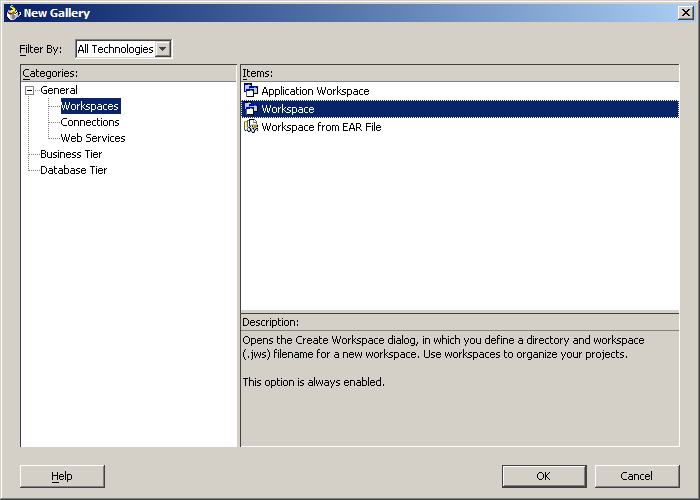 New Gallery
Filter By: All Technologies
Categories:
General
Workspaces
Connections
Web Services
Business Tier
Database Tier
Items:
Application Workspace
Workspace
Workspace from EAR File
Description:
Opens the Create Workspace dialog, in which you define a directory and workspace
(.jws) filename for a new workspace. Use workspaces to organize your projects.
This option is always enabled.
Help
OK
Cancel